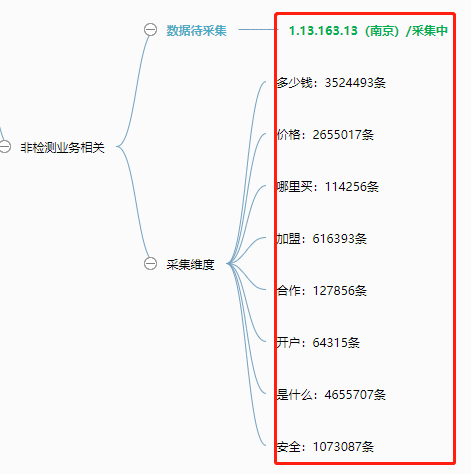 数据待采集
1.13.163.13（南京）/采集中
多少钱：3524493条
价格：2655017条
非检测业务相关
哪里买：114256条
加盟：616393条
采集维度
合作：127856条
开户：64315条
是什么：4655707条
安全：1073087条